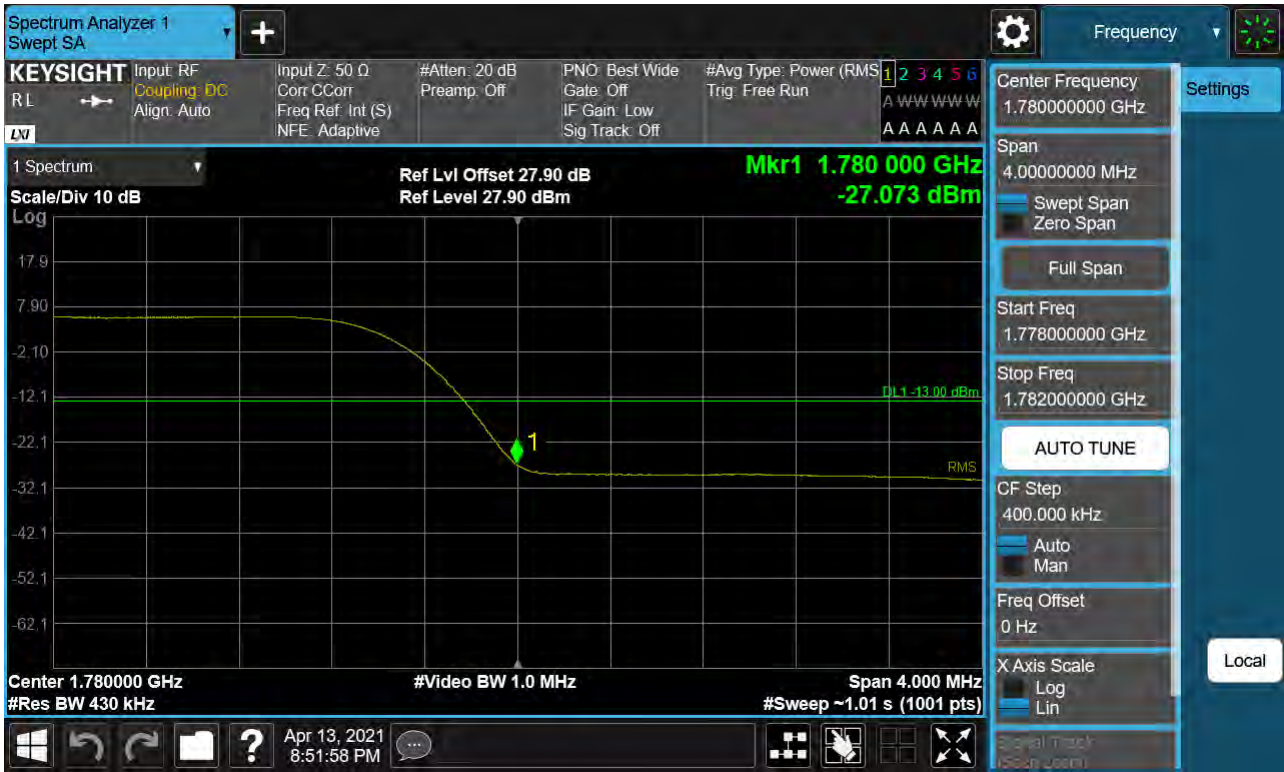 Spectrum Analyzer 1
Swept SA
+
Frequency
KEYSIGHT
RL
LXI
Input: RF
Coupling: DC
Align: Auto
Input Z: 50 Ω
Corr CCorr
Freq Ref: Int (S)
NFE: Adaptive
#Atten: 20 dB
Preamp: Off
PNO: Best Wide
Gate: Off
IF Gain: Low
Sig Track: Off
#Avg Type: Power (RMS
Trig: Free Run
1 2 3 4 5 6
A W W W W W
A A A A A A
1 Spectrum
Scale/Div 10 dB
Log
Ref Lvl Offset 27.90 dB
Ref Level 27.90 dBm
Mkr1 1.780 000 GHz
-27.073 dBm
17.9
7.90
-2.10
-12.1
-22.1
-32.1
-42.1
-52.1
-62.1
DL1 -13.00 dBm
1
RMS
Center 1.780000 GHz
#Res BW 430 kHz
#Video BW 1.0 MHz
Span 4.000 MHz
#Sweep ~1.01 s (1001 pts)
Center Frequency
1.780000000 GHz
Span
4.00000000 MHz
Swept Span
Zero Span
Full Span
Start Freq
1.778000000 GHz
Stop Freq
1.782000000 GHz
AUTO TUNE
CF Step
400.000 kHz
Auto
Man
Freq Offset
0 Hz
X Axis Scale
Log
Lin
Signal Track
(Span Zoom)
Settings
Local
?
Apr 13, 2021
8:51:58 PM